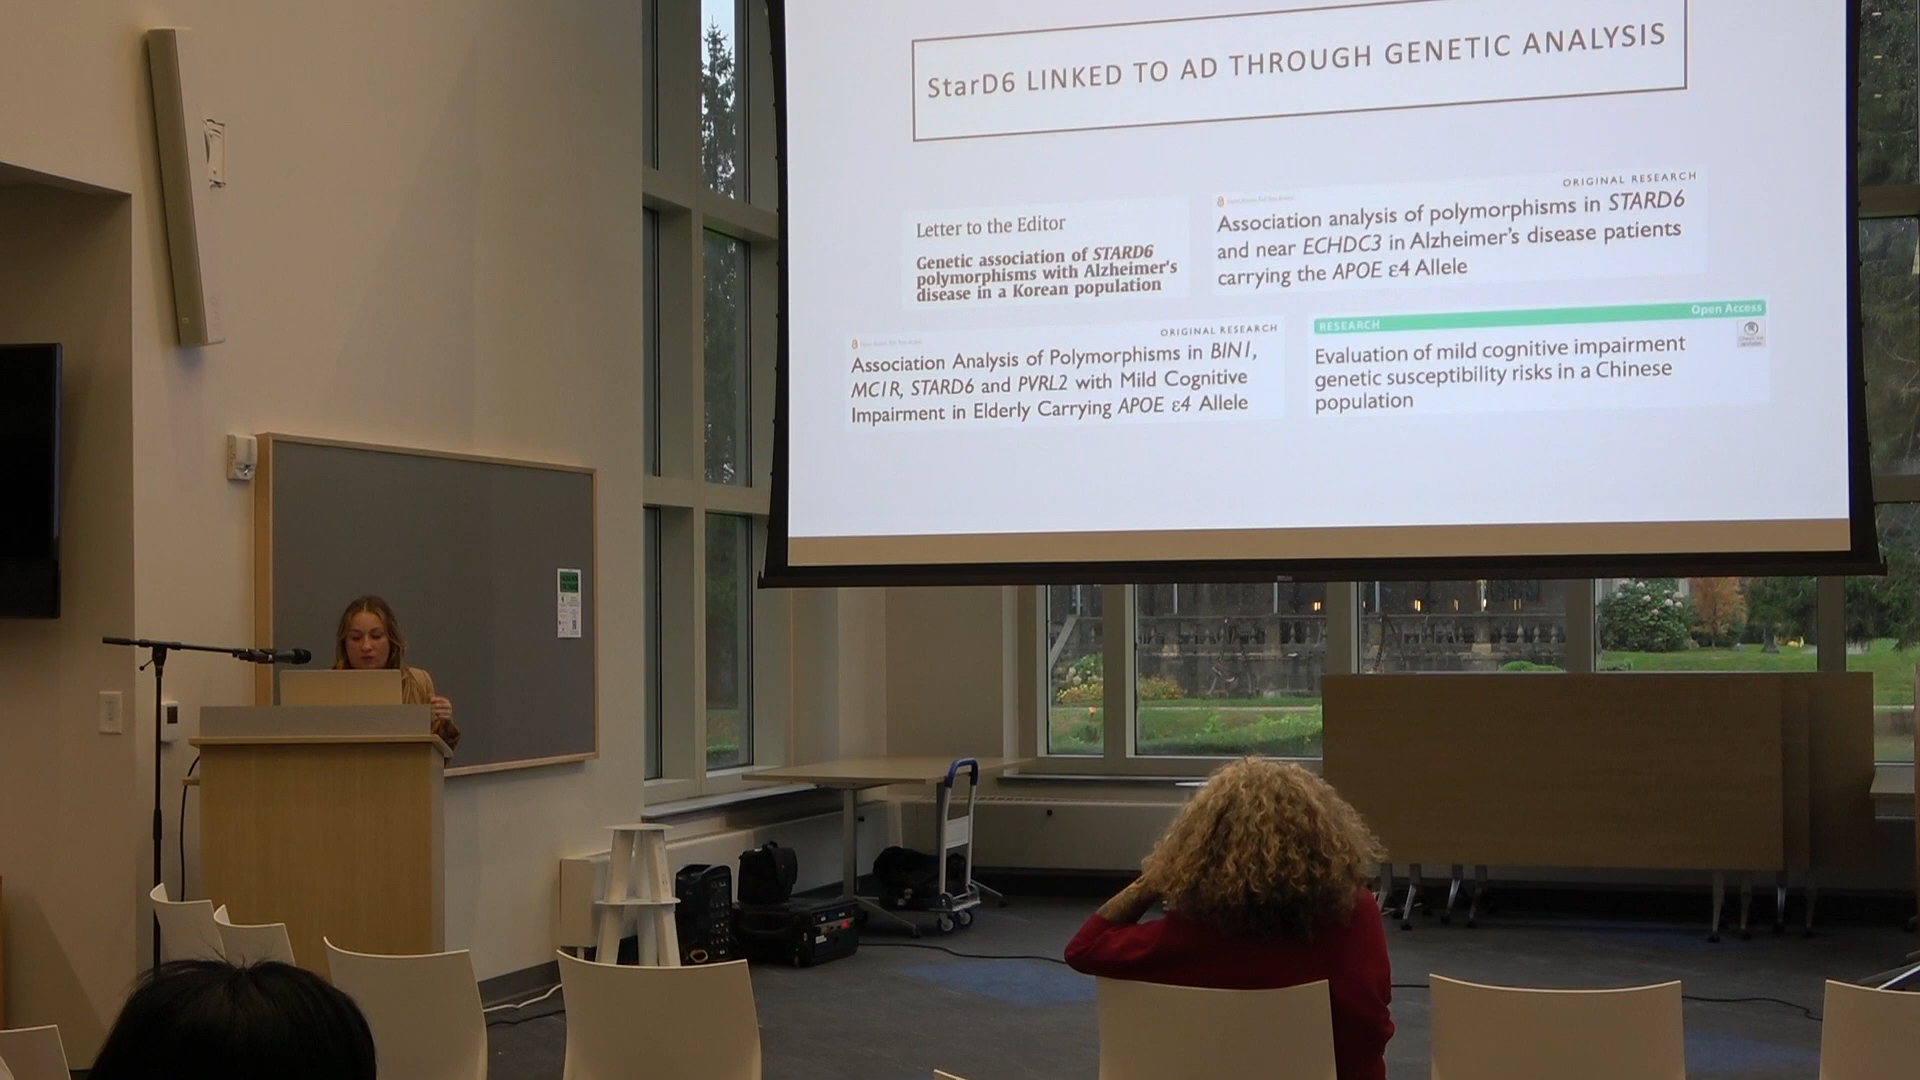 StarD6 LINKED TO AD THROUGH GENETIC ANALYSIS
Letter to the Editor
Genetic association of STARD6
polymorphisms with Alzheimer's
disease in a Korean population
ORIGINAL RESEARCH
Association analysis of polymorphisms in STARD6
and near ECHDC3 in Alzheimer's disease patients
carrying the APOE ε4 Allele
ORIGINAL RESEARCH
Association Analysis of Polymorphisms in BIN1,
MC1R, STARD6 and PVRL2 with Mild Cognitive
Impairment in Elderly Carrying APOE ε4 Allele
RESEARCH
Open Access
Evaluation of mild cognitive impairment
genetic susceptibility risks in a Chinese
population